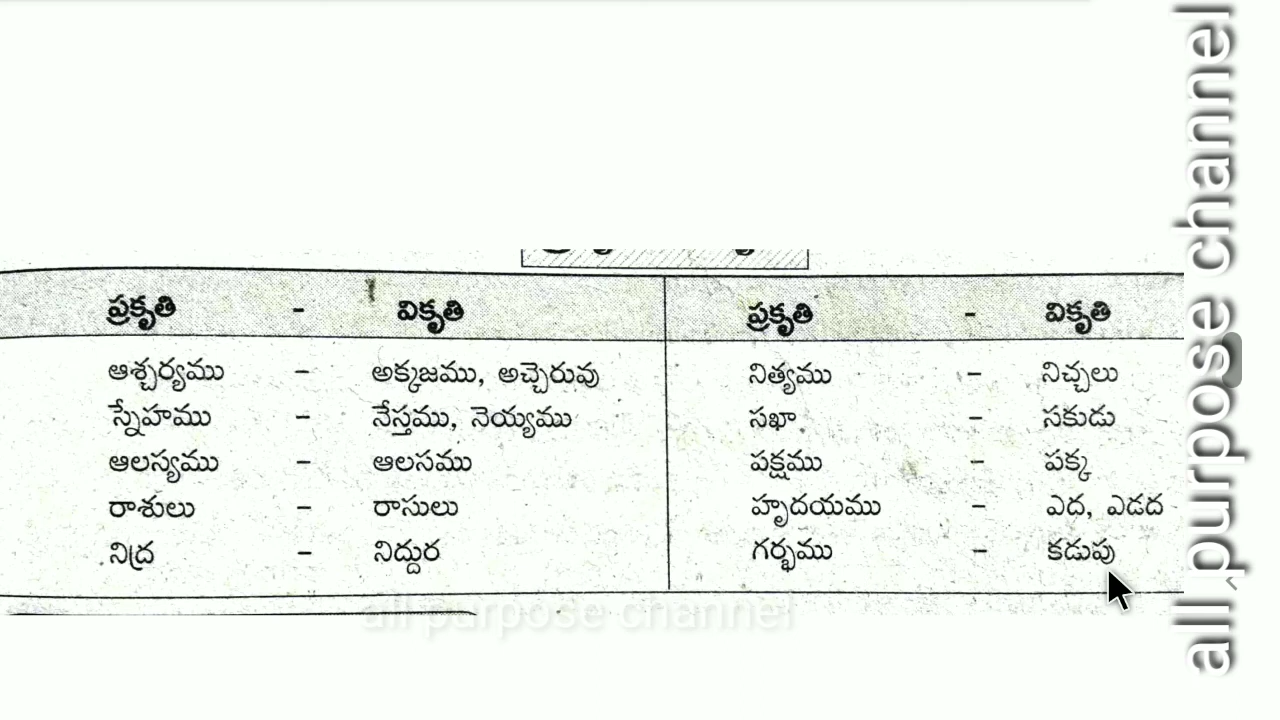 ప్రకృతి - వికృతి ప్రకృతి - వికృతి
ఆశ్చర్యము - అక్కజము, అచ్చెరువు నిత్యము - నిచ్చలు
స్నేహము - నేస్తము, నెయ్యము సఖా - సకుడు
ఆలస్యము - ఆలసము పక్షము - పక్క
రాశులు - రాసులు హృదయము - ఎద, ఎడద
నిద్ర - నిద్దుర గర్భము - కడుపు
all purpose channel
all purpose channel